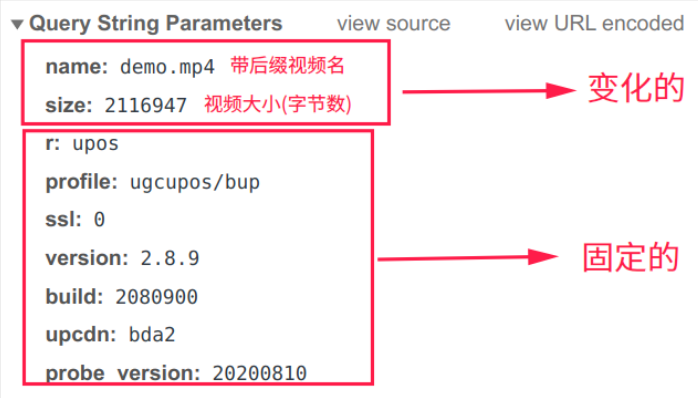 Query String Parameters view source view URL encoded
name: demo.mp4 带后缀视频名
size: 2116947 视频大小(字节数)
变化的
r: upos
profile: ugcupos/bup
ssl: 0
version: 2.8.9
固定的
build: 2080900
upcdn: bda2
probe_version: 20200810